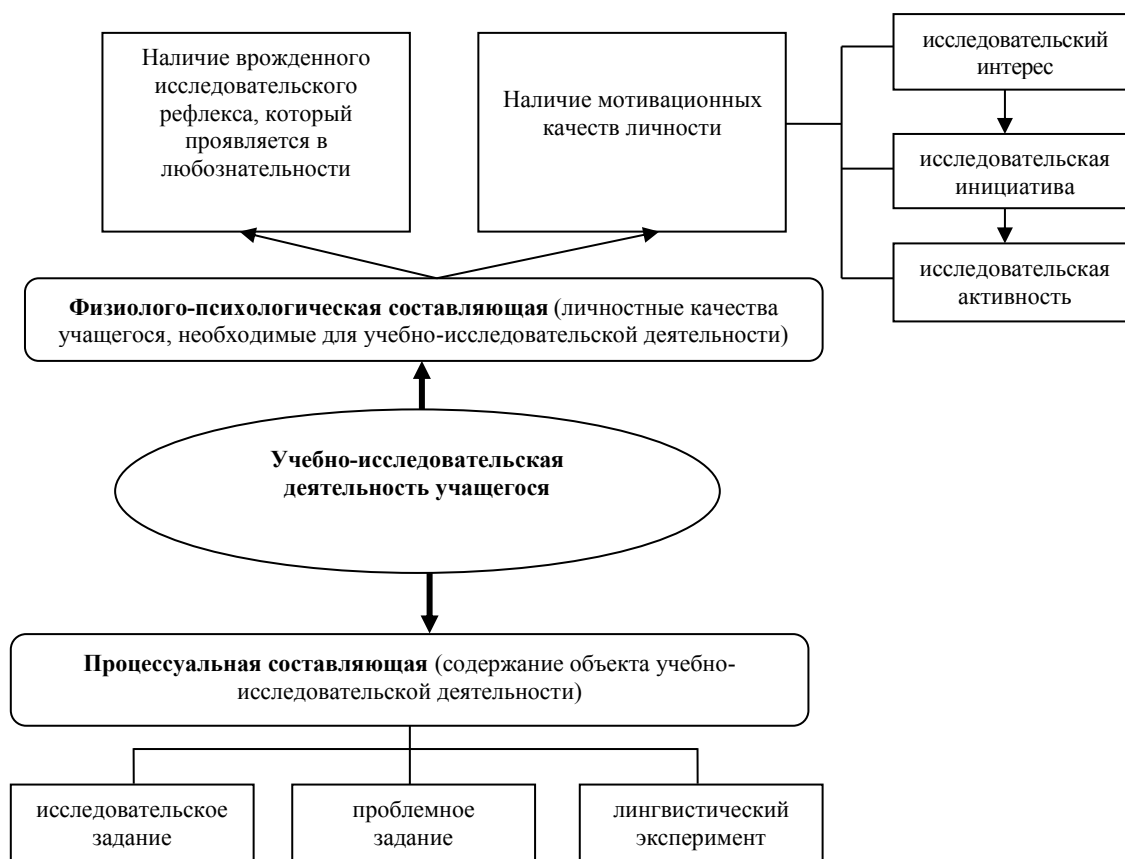 Наличие врожденного
исследовательского
рефлекса, который
проявляется в
любознательности
Наличие мотивационных
качеств личности
исследовательский
интерес
исследовательская
инициатива
исследовательская
активность
Физиолого-психологическая составляющая (личностные качества
учащегося, необходимые для учебно-исследовательской деятельности)
Учебно-исследовательская
деятельность учащегося
Процессуальная составляющая (содержание объекта учебно-
исследовательской деятельности)
исследовательское
задание
проблемное
задание
лингвистический
эксперимент